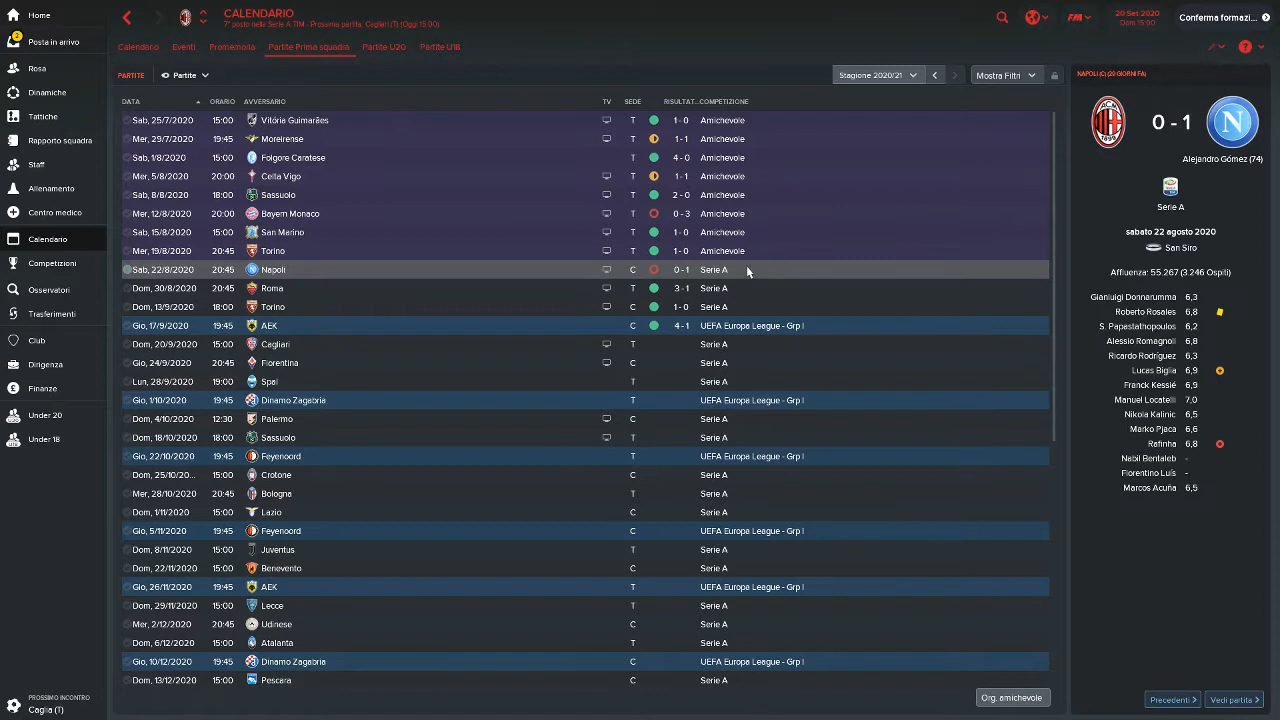 Home
CALENDARIO
7° posto nella Serie A TIM · Prossima partita, Cagliari (T) (Oggi 15:00)
FM
20 Set 2020
Dom 15:00
Conferma formazi...
2
Posta in arrivo
Calendario Eventi Promemoria Partite Prima squadra Partite U20 Partite U18
?
Rosa
PARTITE Partite Stagione 2020/21 Mostra Filtri
NAPOLI (C) (29 GIORNI FA)
Dinamiche
DATA ORARIO AVVERSARIO TV SEDE RISULTAT... COMPETIZIONE
Tattiche
Rapporto squadra
Staff
Allenamento
Centro medico
Calendario
Competizioni
Osservatori
Trasferimenti
Club
Dirigenza
Finanze
Under 20
Under 18
PROSSIMO INCONTRO
Caglia (T)
Sab, 25/7/2020 15:00 Vitória Guimarães T 1 - 0 Amichevole
Mer, 29/7/2020 19:45 Moreirense T 1 - 1 Amichevole
Sab, 1/8/2020 15:00 Folgore Caratese T 4 - 0 Amichevole
Mer, 5/8/2020 20:00 Celta Vigo T 1 - 1 Amichevole
Sab, 8/8/2020 18:00 Sassuolo T 2 - 0 Amichevole
Mer, 12/8/2020 20:00 Bayern Monaco T 0 - 3 Amichevole
Sab, 15/8/2020 15:00 San Marino T 1 - 0 Amichevole
Mer, 19/8/2020 20:45 Torino T 1 - 0 Amichevole
Sab, 22/8/2020 20:45 Napoli C 0 - 1 Serie A
Dom, 30/8/2020 20:45 Roma T 3 - 1 Serie A
Dom, 13/9/2020 18:00 Torino C 1 - 0 Serie A
Gio, 17/9/2020 19:45 AEK C 4 - 1 UEFA Europa League - Grp I
Dom, 20/9/2020 15:00 Cagliari T Serie A
Gio, 24/9/2020 20:45 Fiorentina C Serie A
Lun, 28/9/2020 19:00 Spal T Serie A
Gio, 1/10/2020 19:45 Dinamo Zagabria T UEFA Europa League - Grp I
Dom, 4/10/2020 12:30 Palermo C Serie A
Dom, 18/10/2020 18:00 Sassuolo T Serie A
Gio, 22/10/2020 19:45 Feyenoord T UEFA Europa League - Grp I
Dom, 25/10/20... 15:00 Crotone C Serie A
Mer, 28/10/2020 20:45 Bologna T Serie A
Dom, 1/11/2020 15:00 Lazio C Serie A
Gio, 5/11/2020 19:45 Feyenoord C UEFA Europa League - Grp I
Dom, 8/11/2020 15:00 Juventus T Serie A
Dom, 22/11/2020 15:00 Benevento C Serie A
Gio, 26/11/2020 19:45 AEK T UEFA Europa League - Grp I
Dom, 29/11/2020 15:00 Lecce T Serie A
Mer, 2/12/2020 20:45 Udinese C Serie A
Dom, 6/12/2020 15:00 Atalanta T Serie A
Gio, 10/12/2020 19:45 Dinamo Zagabria C UEFA Europa League - Grp I
Dom, 13/12/2020 15:00 Pescara C Serie A
Org. amichevole
ACM
1899
0 - 1
N
Alejandro Gómez (74)
Serie A
sabato 22 agosto 2020
San Siro
Affluenza: 55.267 (3.246 Ospiti)
Gianluigi Donnarumma 6,3
Roberto Rosales 6,8
S. Papastathopoulos 6,2
Alessio Romagnoli 6,8
Ricardo Rodríguez 6,3
Lucas Biglia 6,9
Franck Kessié 6,9
Manuel Locatelli 7,0
Nikola Kalinic 6,5
Marko Pjaca 6,6
Rafinha 6,8
Nabil Bentaleb -
Florentino Luís -
Marcos Acuña 6,5
Precedenti Vedi partita